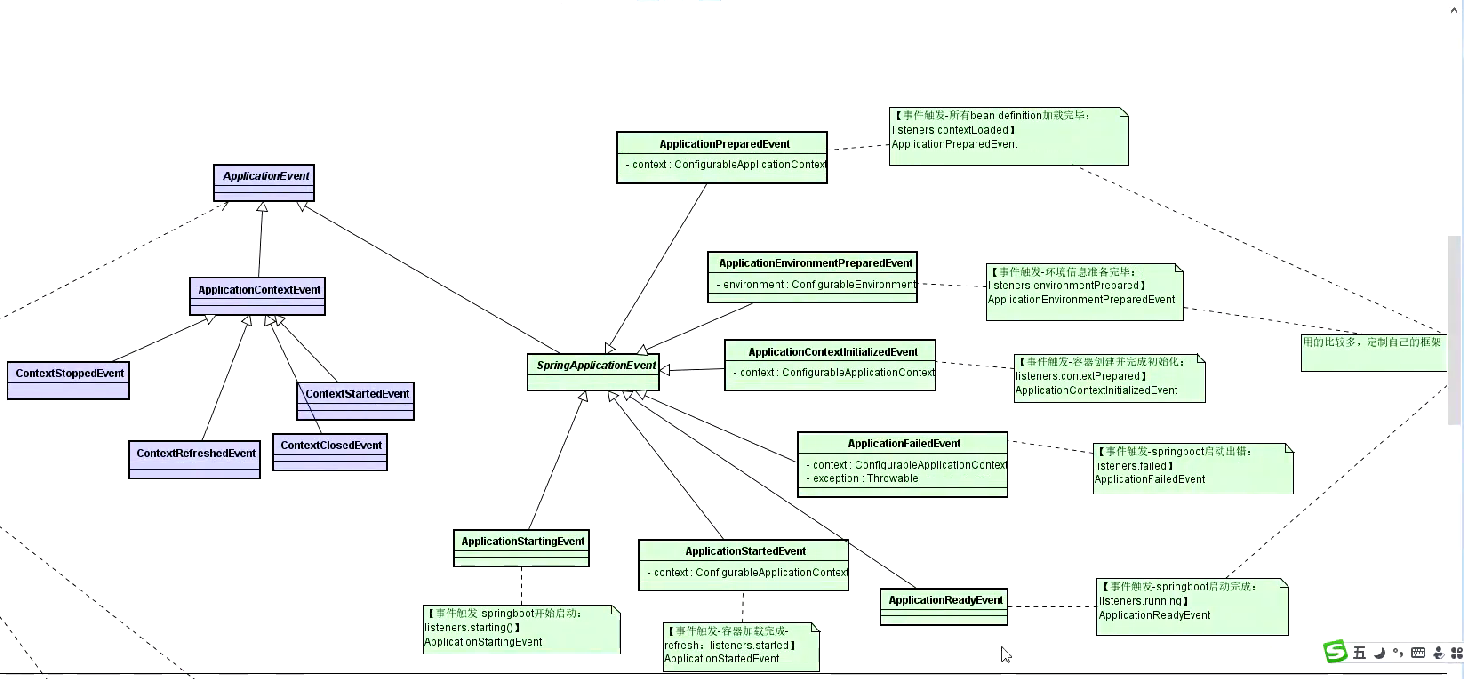 ApplicationPreparedEvent
- context : ConfigurableApplicationContext
【事件触发-所有bean definition加载完毕：
listeners.contextLoaded】
ApplicationPreparedEvent
ApplicationEvent
ApplicationContextEvent
ContextStoppedEvent
ContextStartedEvent
ContextRefreshedEvent
ContextClosedEvent
ApplicationEnvironmentPreparedEvent
- environment : ConfigurableEnvironment
【事件触发-环境信息准备完毕：
listeners.environmentPrepared】
ApplicationEnvironmentPreparedEvent
用的比较多，定制自己的框架
SpringApplicationEvent
ApplicationContextInitializedEvent
- context : ConfigurableApplicationContext
【事件触发-容器创建并完成初始化：
listeners.contextPrepared】
ApplicationContextInitializedEvent
ApplicationFailedEvent
- context : ConfigurableApplicationContext
- exception : Throwable
【事件触发-springboot启动出错：
listeners.failed】
ApplicationFailedEvent
ApplicationStartingEvent
【事件触发-springboot开始启动：
listeners.starting()】
ApplicationStartingEvent
ApplicationStartedEvent
- context : ConfigurableApplicationContext
【事件触发-容器加载完成-
refresh：listeners.started】
ApplicationStartedEvent
ApplicationReadyEvent
【事件触发-springboot启动完成：
listeners.running】
ApplicationReadyEvent
五